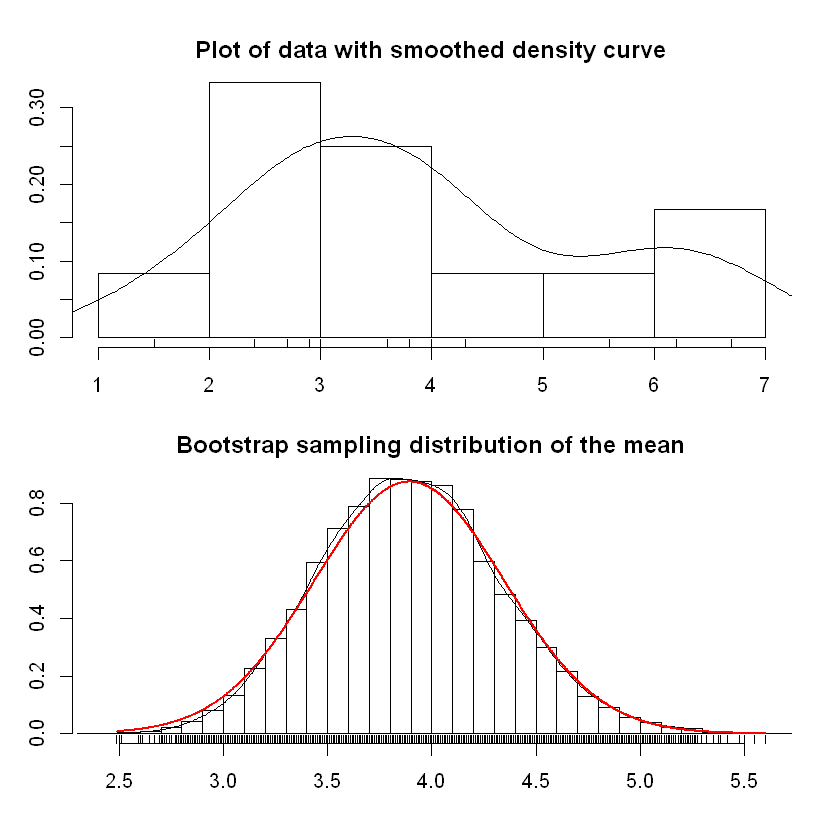 Plot of data with smoothed density curve
0.30
0.20
0.10
0.00
1 2 3 4 5 6 7
Bootstrap sampling distribution of the mean
0.8
0.6
0.4
0.2
0.0
2.5 3.0 3.5 4.0 4.5 5.0 5.5